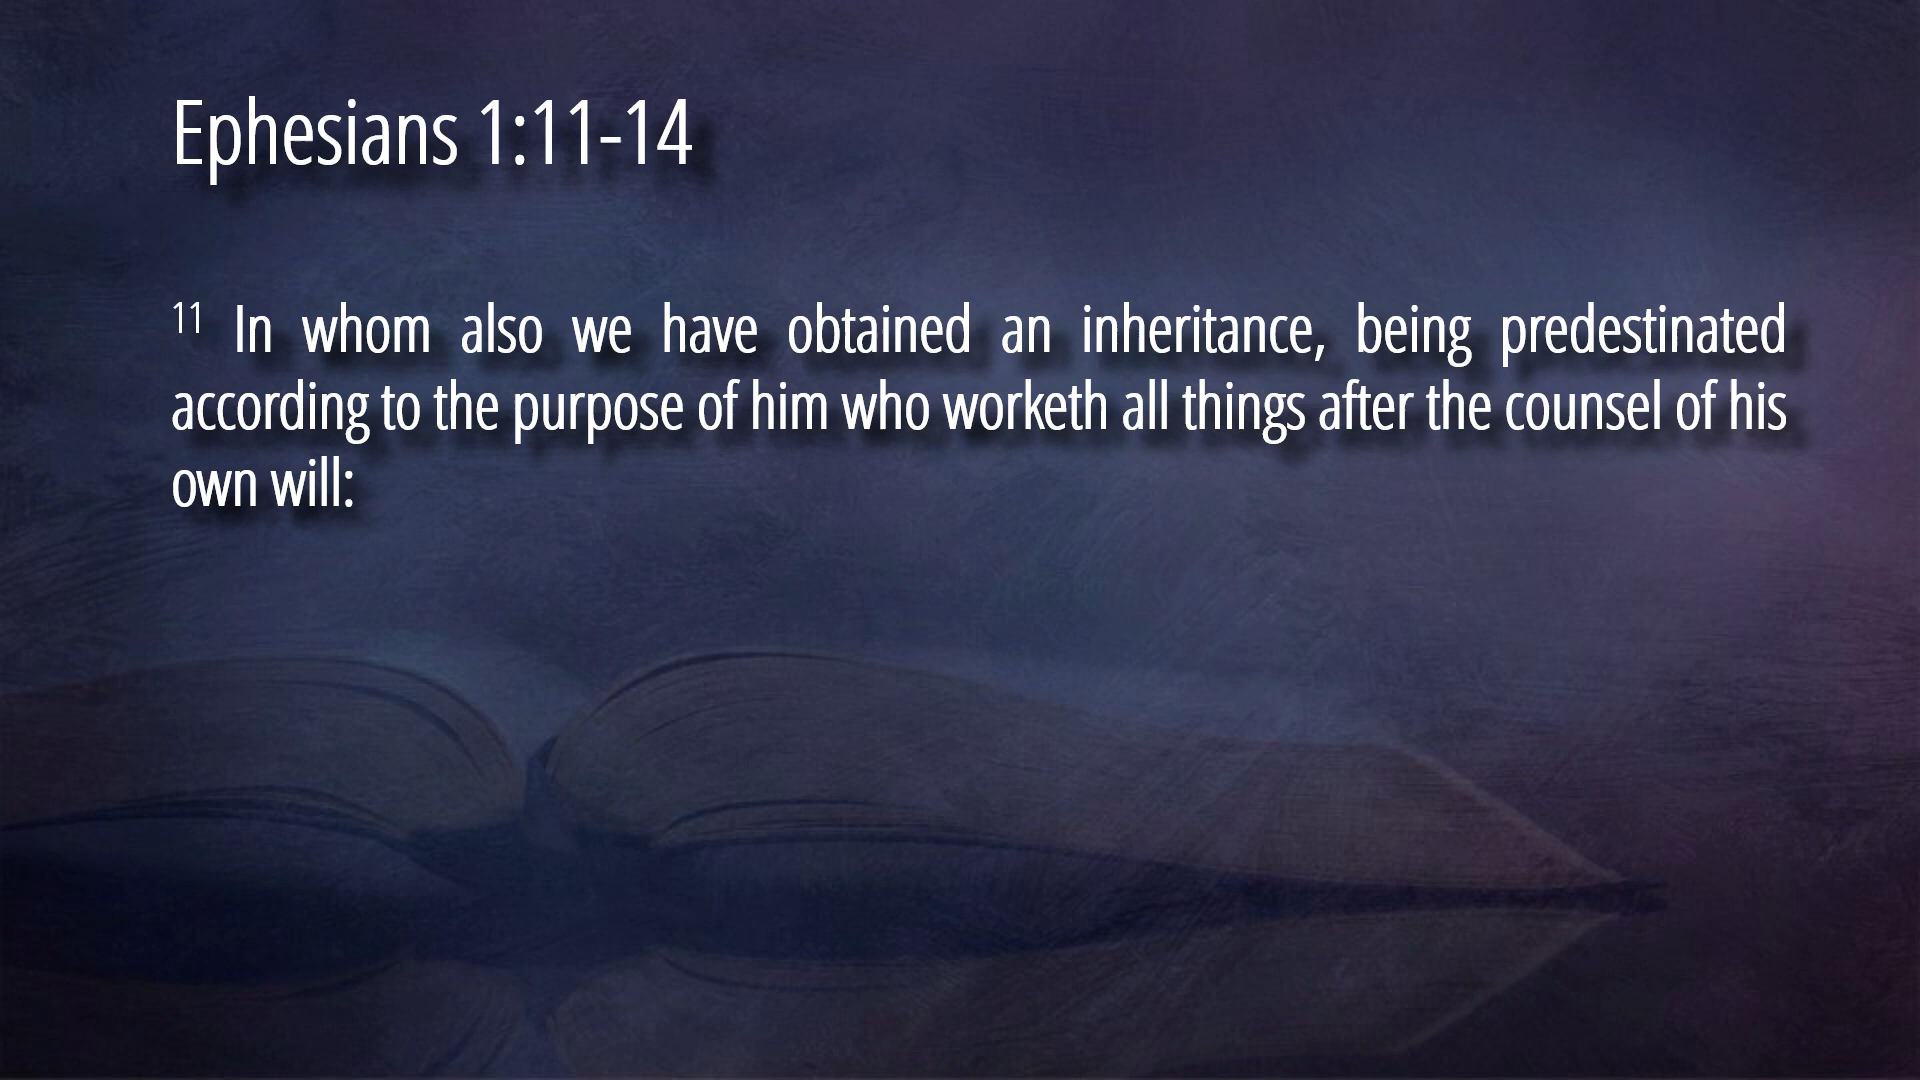 Ephesians 1:11-14
11 In whom also we have obtained an inheritance, being predestinated
according to the purpose of him who worketh all things after the counsel of his
own will: